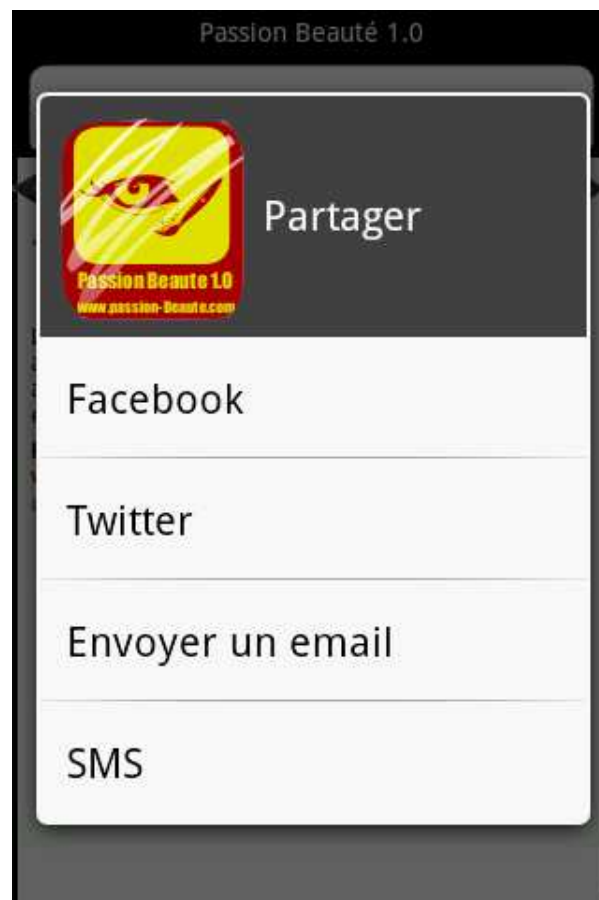 Passion Beauté 1.0
Partager
Passion Beaute 1.0
www.passion-Beaute.com
Facebook
Twitter
Envoyer un email
SMS